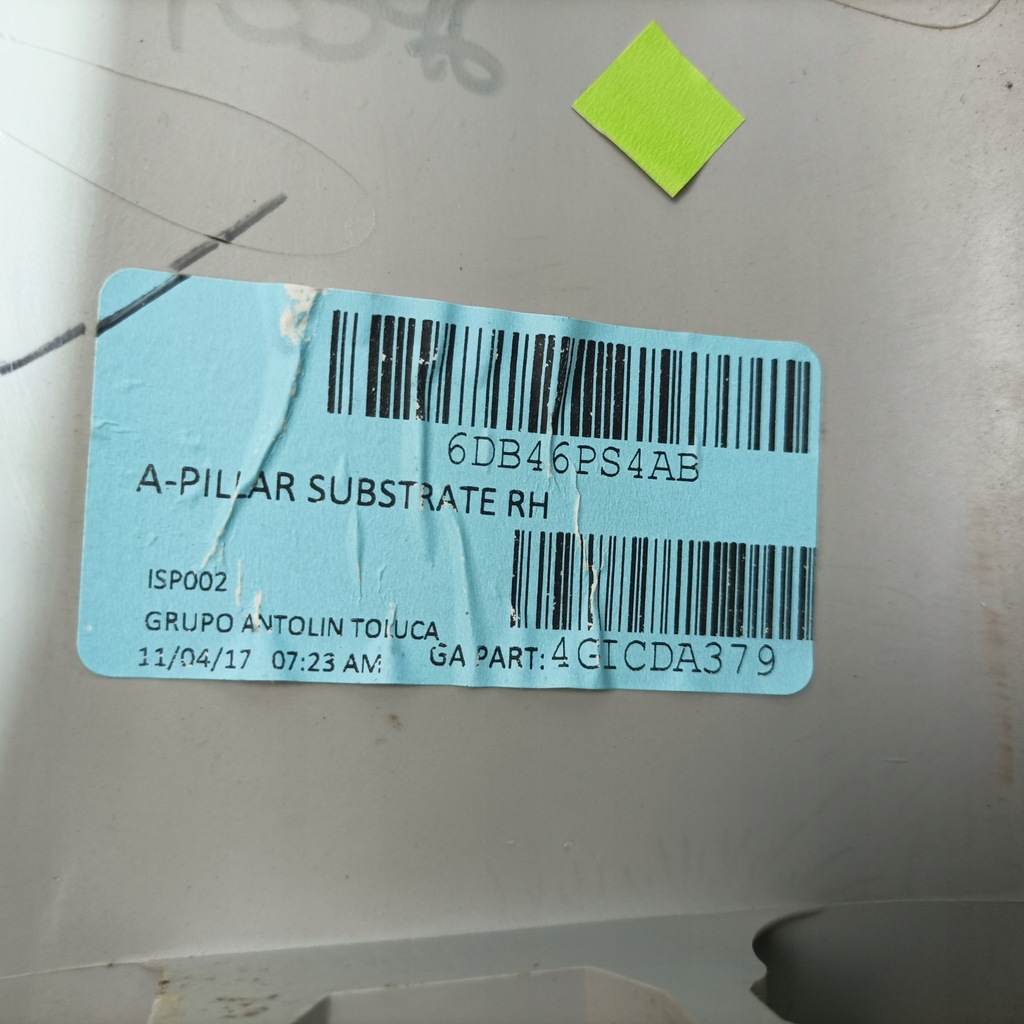 6DB46PS4AB
A-PILLAR SUBSTRATE RH
ISP002
GRUPO ANTOLIN TOLUCA
11/04/17 07:23 AM GA PART: 4GICDA379